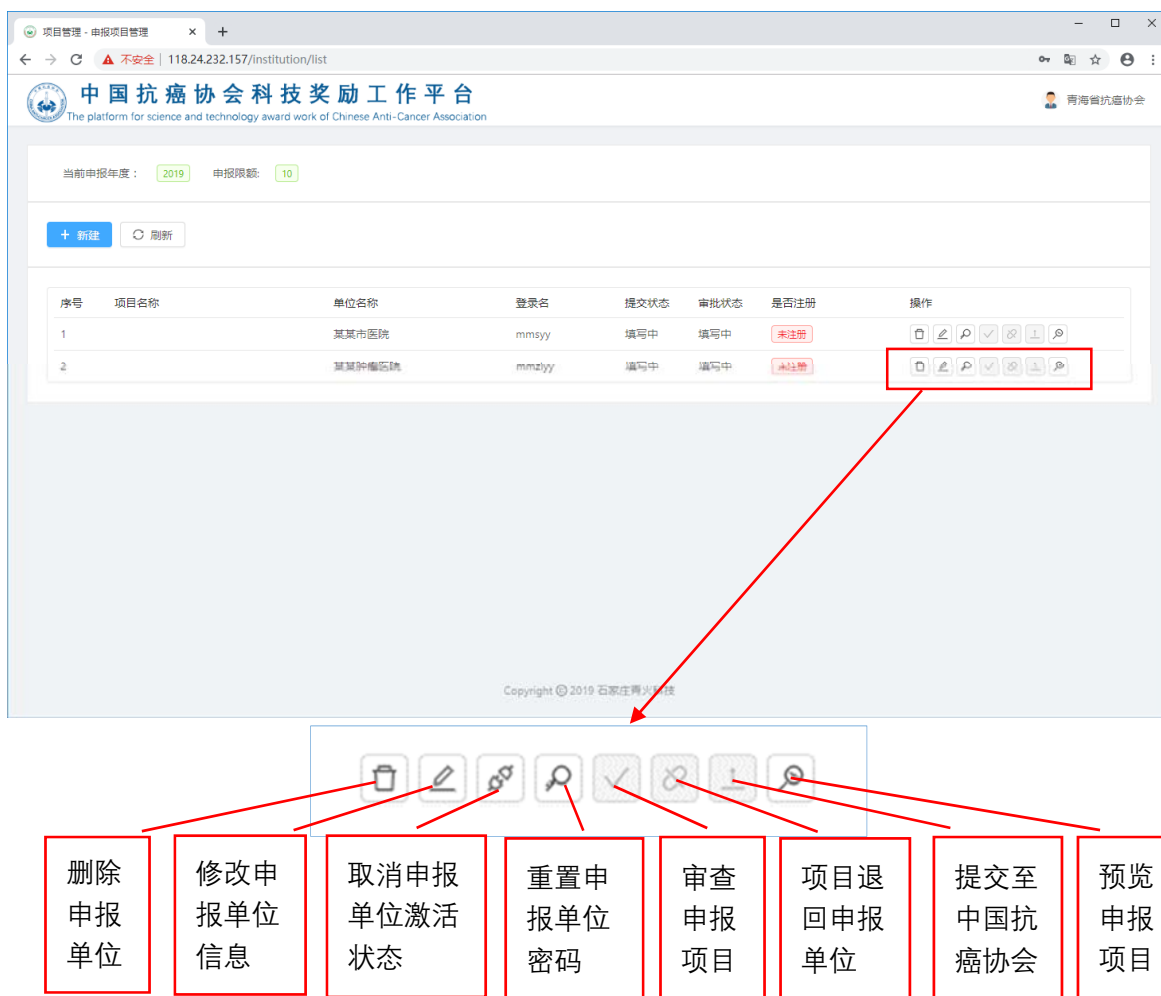 项目管理 - 申报项目管理
不安全 | 118.24.232.157/institution/list
中国抗癌协会科技奖励工作平台
The platform for science and technology award work of Chinese Anti-Cancer Association
青海省抗癌协会
当前申报年度： 2019 申报限额: 10
+ 新建 刷新
序号 项目名称 单位名称 登录名 提交状态 审批状态 是否注册 操作
1 某某市医院 mmsyy 填写中 填写中 未注册
2 某某肿瘤医院 mmzlyy 填写中 填写中 未注册
Copyright © 2019 石家庄青火科技
删除
申报
单位
修改申
报单位
信息
取消申报
单位激活
状态
重置申
报单位
密码
审查
申报
项目
项目退
回申报
单位
提交至
中国抗
癌协会
预览
申报
项目